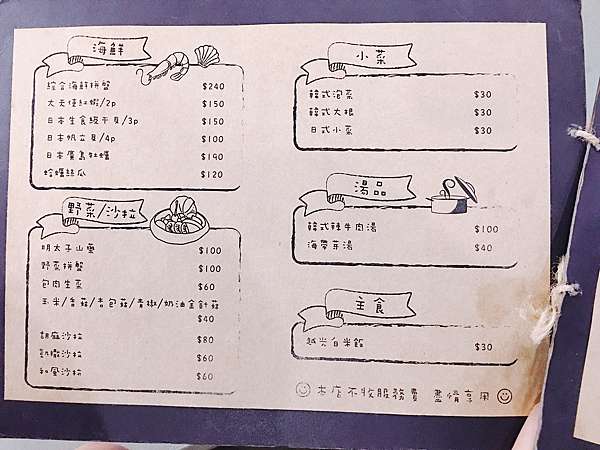 海鮮
綜合海鮮拼盤 $240
大天使紅蝦/2p $150
日本生食級干貝/3p $150
日本帆立貝/4p $100
日本廣島牡蠣 $190
蛤蠣絲瓜 $120
野菜/沙拉
明太子山藥 $100
野菜拼盤 $100
包肉生菜 $60
玉米/香菇/杏包菇/青椒/奶油金針菇
$40
胡麻沙拉 $80
凱撒沙拉 $60
和風沙拉 $60
小菜
韓式泡菜 $30
韓式大根 $30
日式小菜 $30
湯品
韓式辣牛肉湯 $100
海帶芽湯 $40
主食
越光白米飯 $30
本店不收服務費 盡情享用